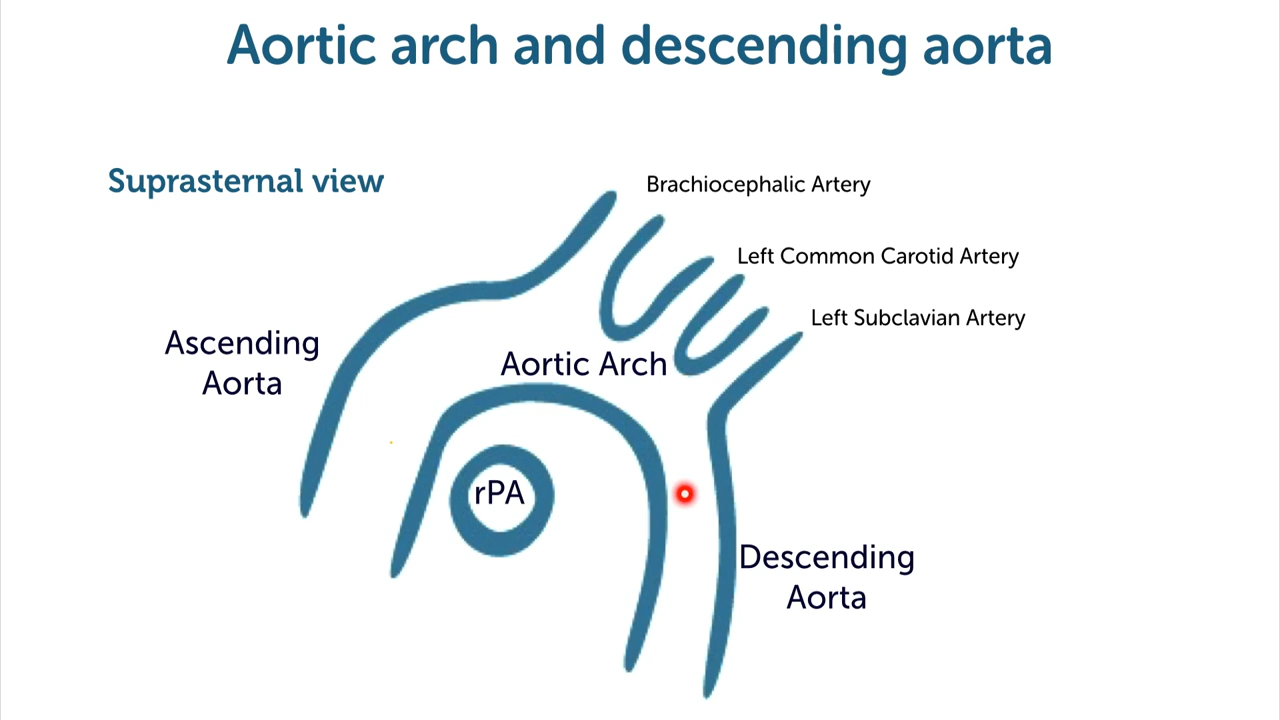 Aortic arch and descending aorta
Suprasternal view
Brachiocephalic Artery
Left Common Carotid Artery
Left Subclavian Artery
Ascending
Aorta
Aortic Arch
rPA
Descending
Aorta